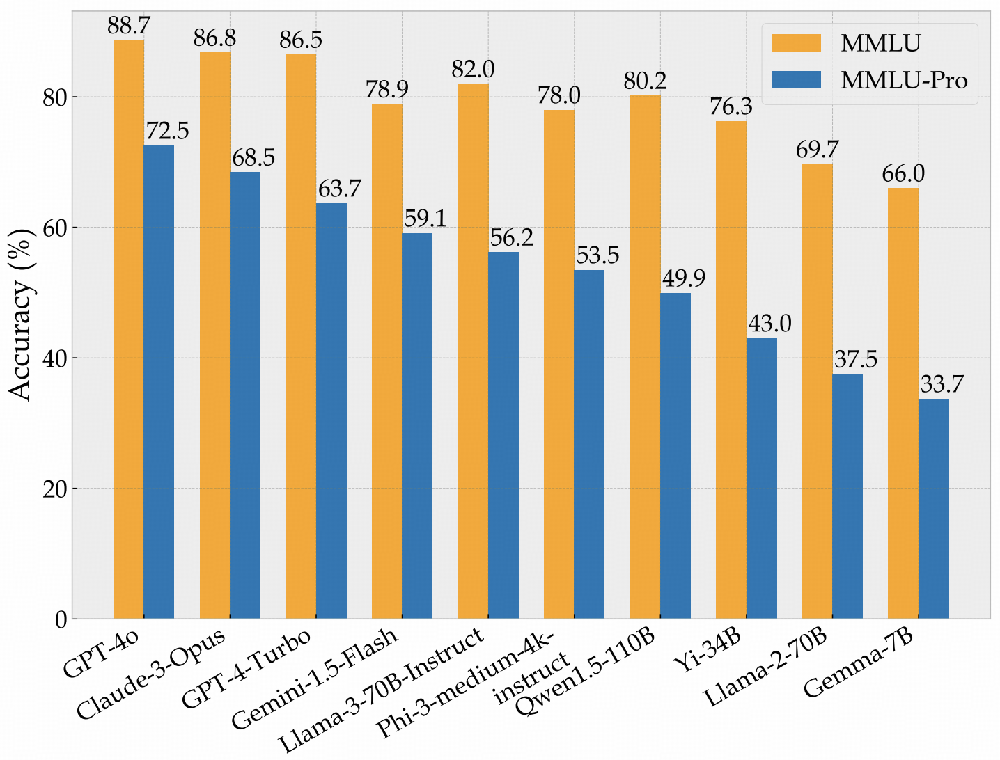 88.7
86.8
86.5
78.9
82.0
78.0
80.2
76.3
69.7
66.0
72.5
68.5
63.7
59.1
56.2
53.5
49.9
43.0
37.5
33.7
MMLU
MMLU-Pro
Accuracy (%)
80
60
40
20
0
GPT-4o
Claude-3-Opus
GPT-4-Turbo
Gemini-1.5-Flash
Llama-3-70B-Instruct
Phi-3-medium-4k-
instruct
Qwen1.5-110B
Yi-34B
Llama-2-70B
Gemma-7B